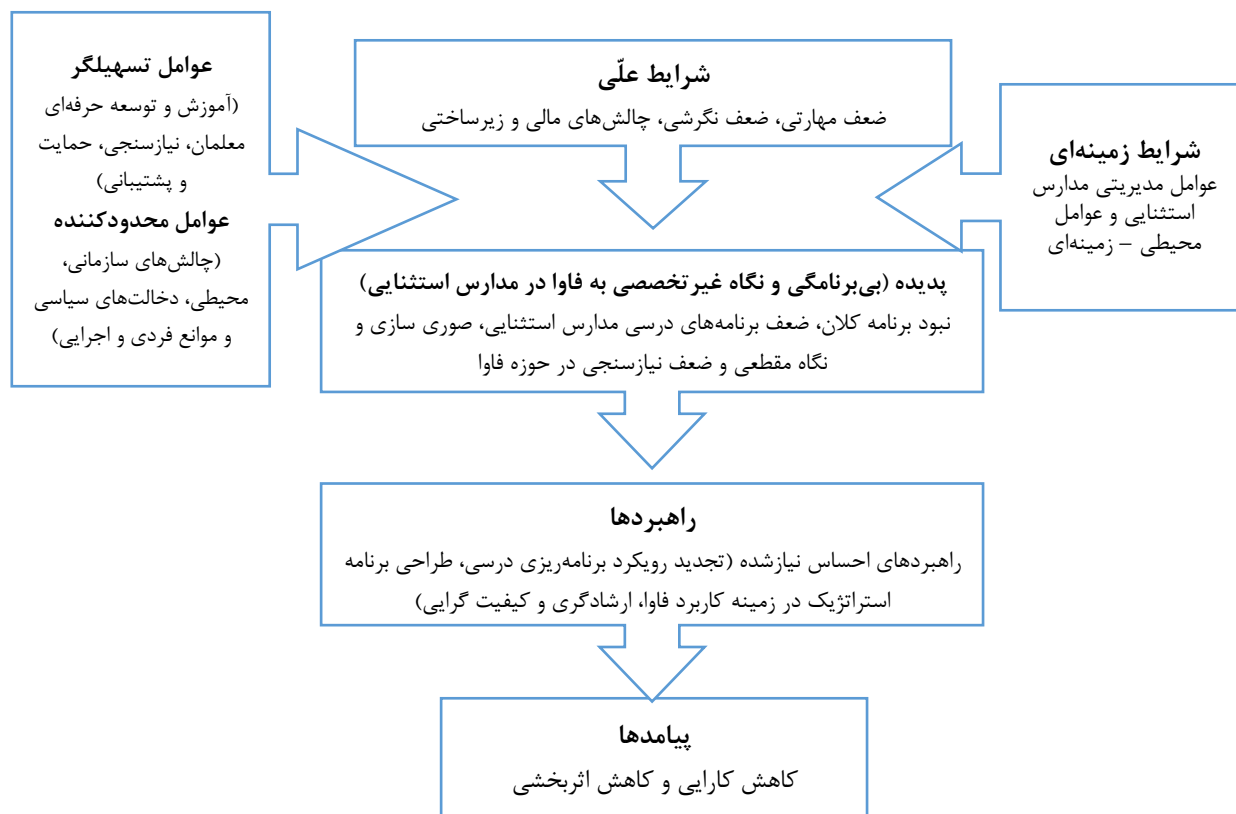 شرایط علّی
ضعف مهارتی، ضعف نگرشی، چالش‌های مالی و زیرساختی
شرایط زمینه‌ای
عوامل مدیریتی مدارس
استثنایی و عوامل
محیطی – زمینه‌ای
عوامل تسهیلگر
(آموزش و توسعه حرفه‌ای
معلمان، نیازسنجی، حمایت
و پشتیبانی)
عوامل محدودکننده
(چالش‌های سازمانی،
محیطی، دخالت‌های سیاسی
و موانع فردی و اجرایی)
پدیده (بی‌برنامگی و نگاه غیرتخصصی به فاوا در مدارس استثنایی)
نبود برنامه کلان، ضعف برنامه‌های درسی مدارس استثنایی، صوری سازی و
نگاه مقطعی و ضعف نیازسنجی در حوزه فاوا
راهبردها
راهبردهای احساس نیازشده (تجدید رویکرد برنامه‌ریزی درسی، طراحی برنامه
استراتژیک در زمینه کاربرد فاوا، ارشادگری و کیفیت گرایی)
پیامدها
کاهش کارایی و کاهش اثربخشی